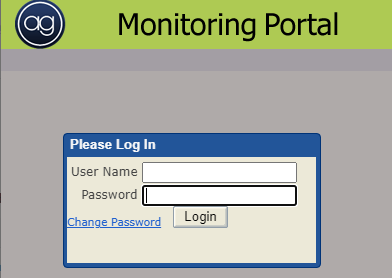 ag Monitoring Portal
Please Log In
User Name
Password
Change Password Login